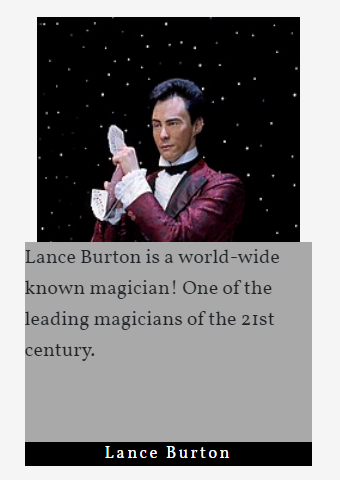 Lance Burton is a world-wide
known magician! One of the
leading magicians of the 21st
century.
Lance Burton